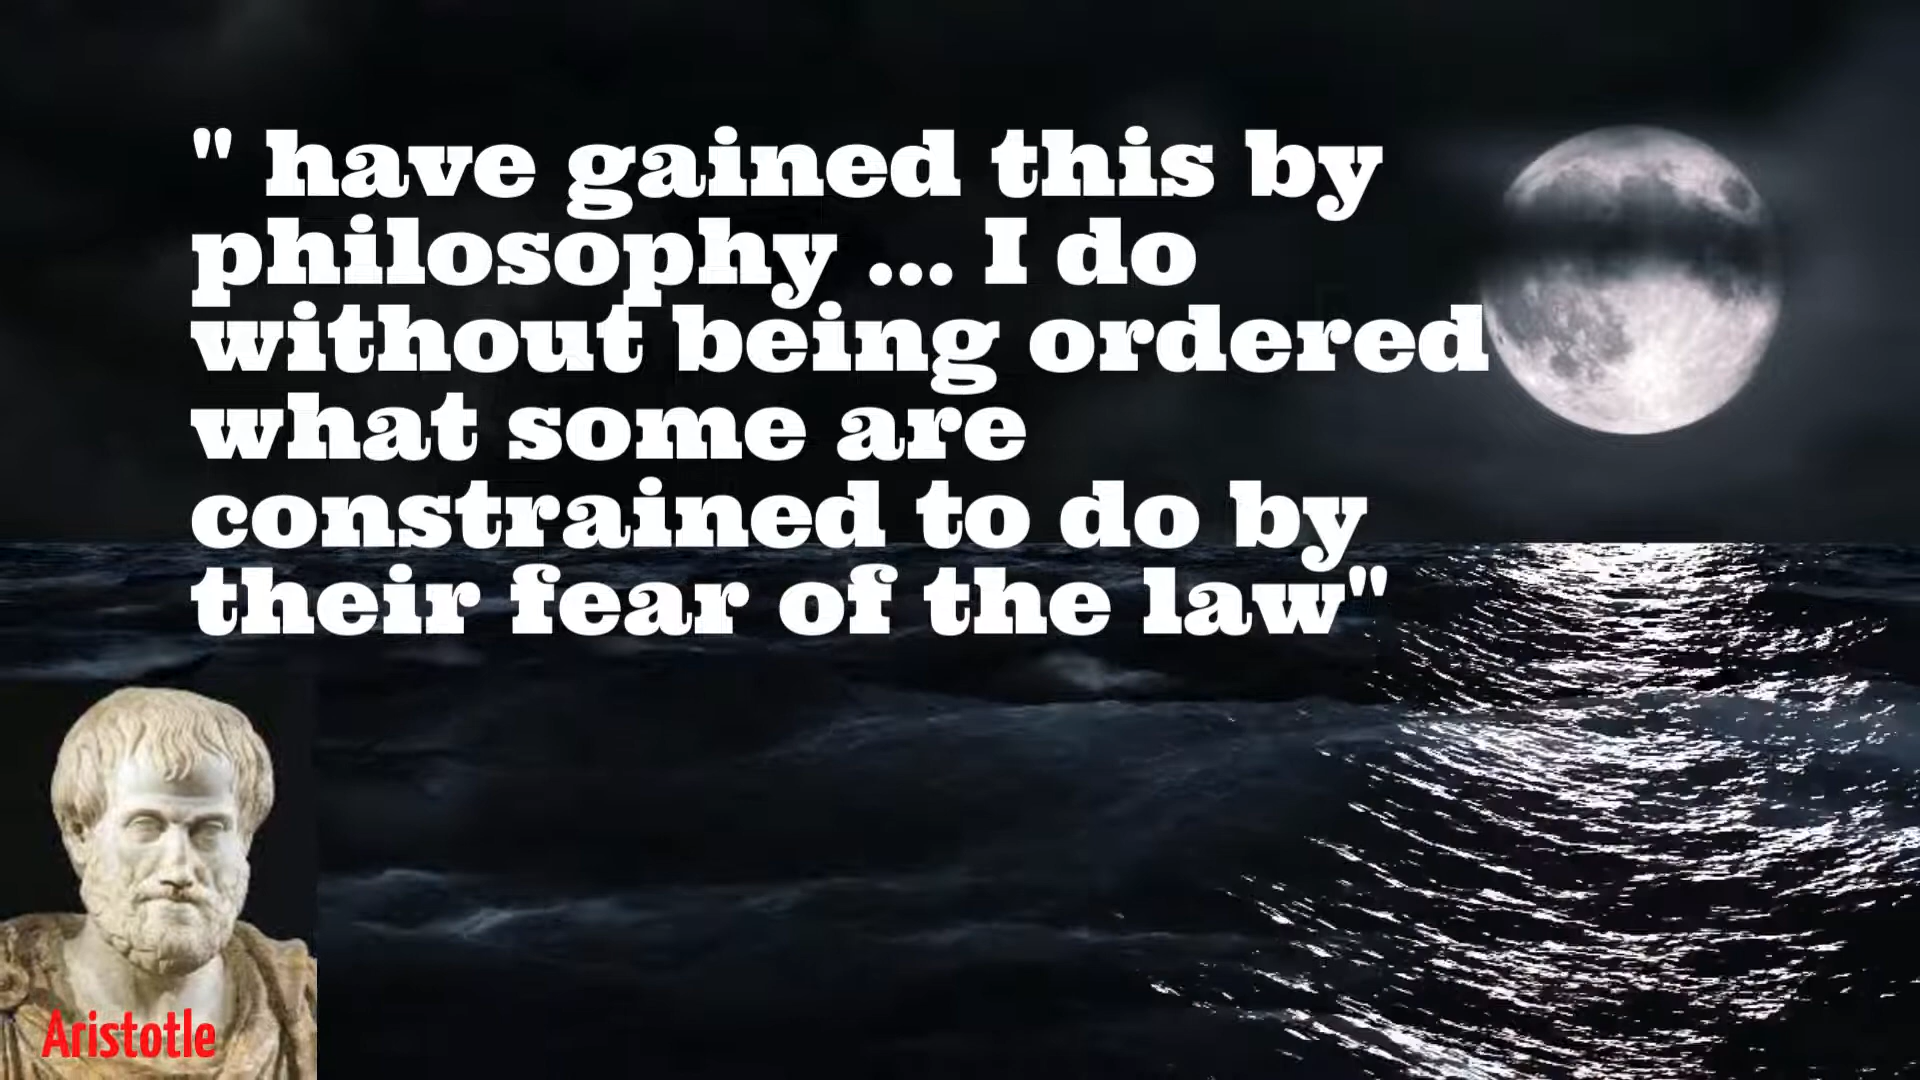 " have gained this by
philosophy ... I do
without being ordered
what some are
constrained to do by
their fear of the law"
Aristotle